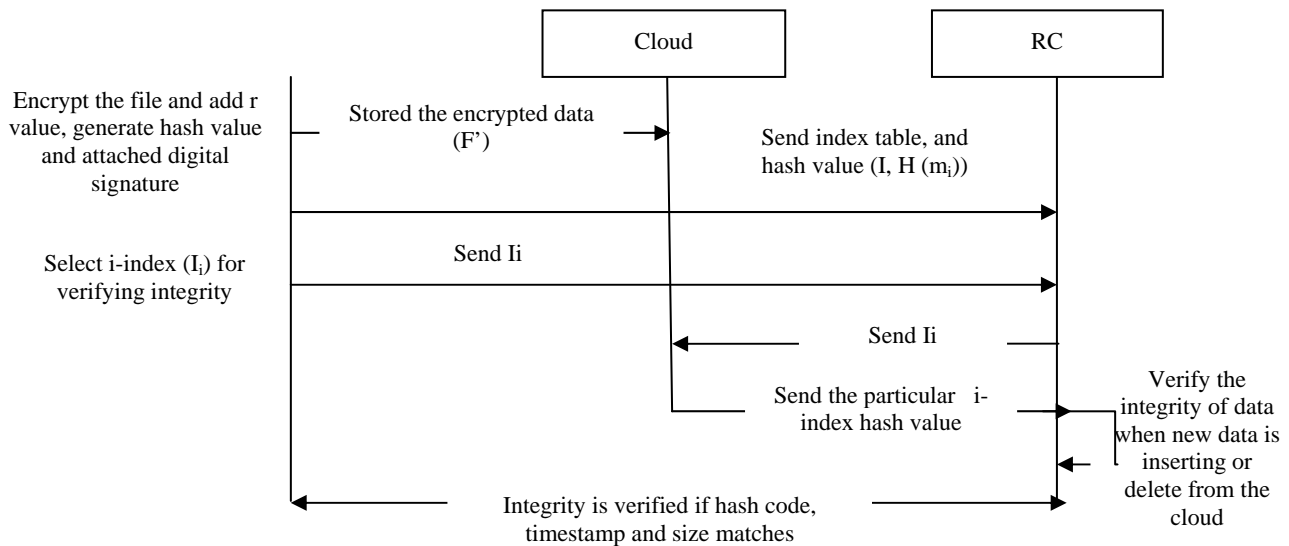 Cloud
RC
Encrypt the file and add r
value, generate hash value
and attached digital
signature
Stored the encrypted data
(F’)
Send index table, and
hash value (I, H (mi))
Select i-index (Ii) for
verifying integrity
Send Ii
Send Ii
Send the particular i-
index hash value
Verify the
integrity of data
when new data is
inserting or
delete from the
cloud
Integrity is verified if hash code,
timestamp and size matches